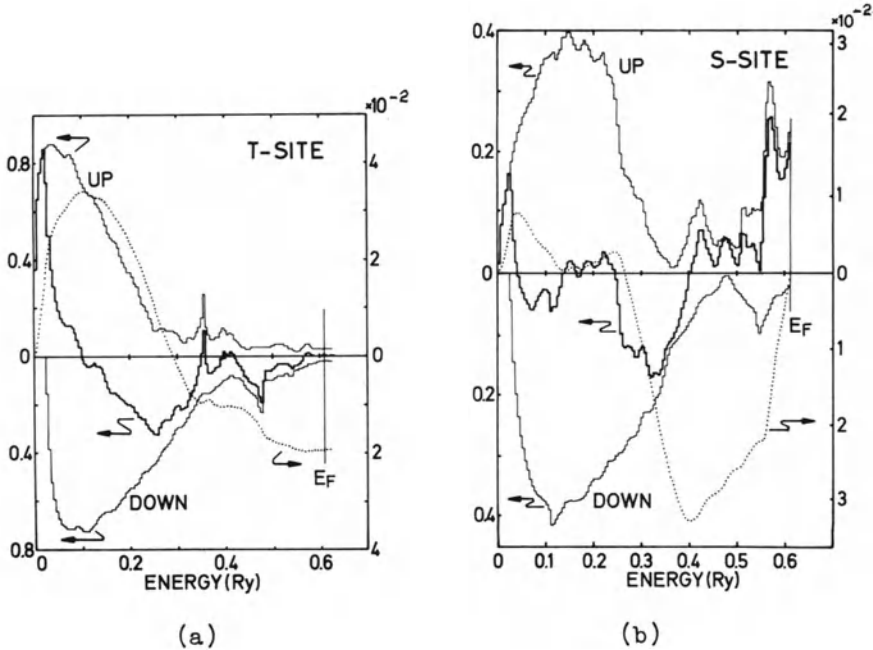 ×10⁻²
T-SITE
UP
DOWN
E_F
0.8
0.4
0
0.4
0.8
4
2
0
2
4
0 0.2 0.4 0.6
ENERGY(Ry)
(a)
×10⁻²
S-SITE
UP
DOWN
E_F
0.4
0.2
0
0.2
0.4
3
2
1
0
1
2
3
0 0.1 0.2 0.3 0.4 0.5 0.6
ENERGY(Ry)
(b)